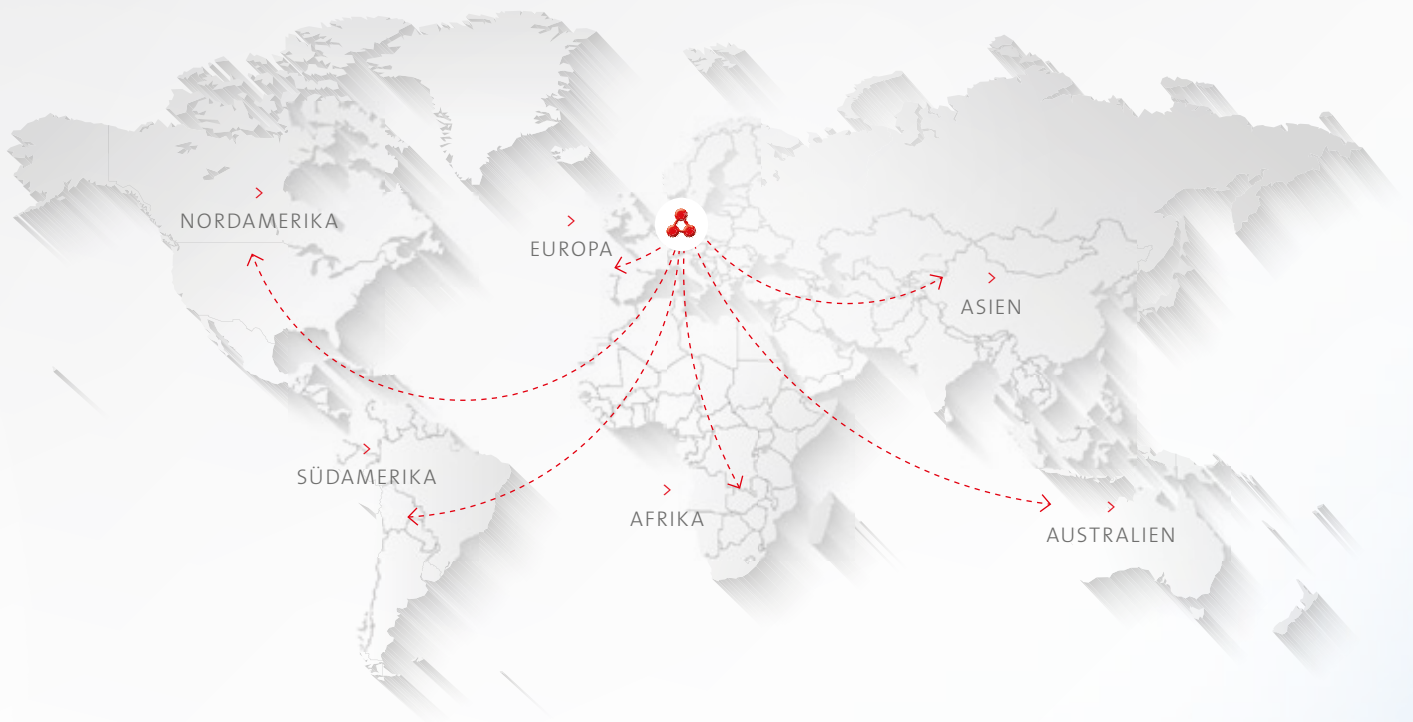 NORDAMERIKA
EUROPA
ASIEN
SÜDAMERIKA
AFRIKA
AUSTRALIEN